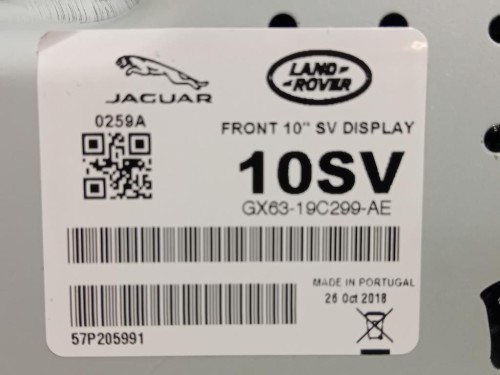 JAGUAR
LAND
ROVER
0259A
FRONT 10" SV DISPLAY
10SV
GX63-19C299-AE
MADE IN PORTUGAL
26 Oct 2018
57P205991